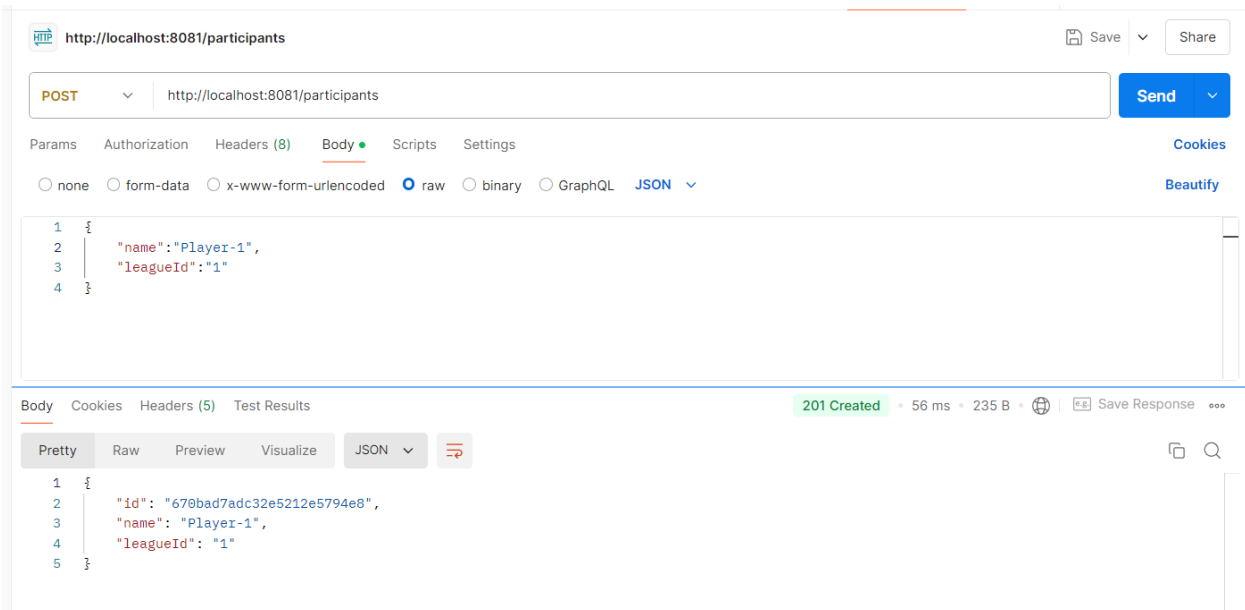 HTTP http://localhost:8081/participants Save Share
POST http://localhost:8081/participants Send
Params Authorization Headers (8) Body Scripts Settings Cookies
none form-data x-www-form-urlencoded raw binary GraphQL JSON Beautify
1 {
2 "name":"Player-1",
3 "leagueId":"1"
4 }
Body Cookies Headers (5) Test Results 201 Created 56 ms 235 B e.g. Save Response
Pretty Raw Preview Visualize JSON
1 {
2 "id": "670bad7adc32e5212e5794e8",
3 "name": "Player-1",
4 "leagueId": "1"
5 }